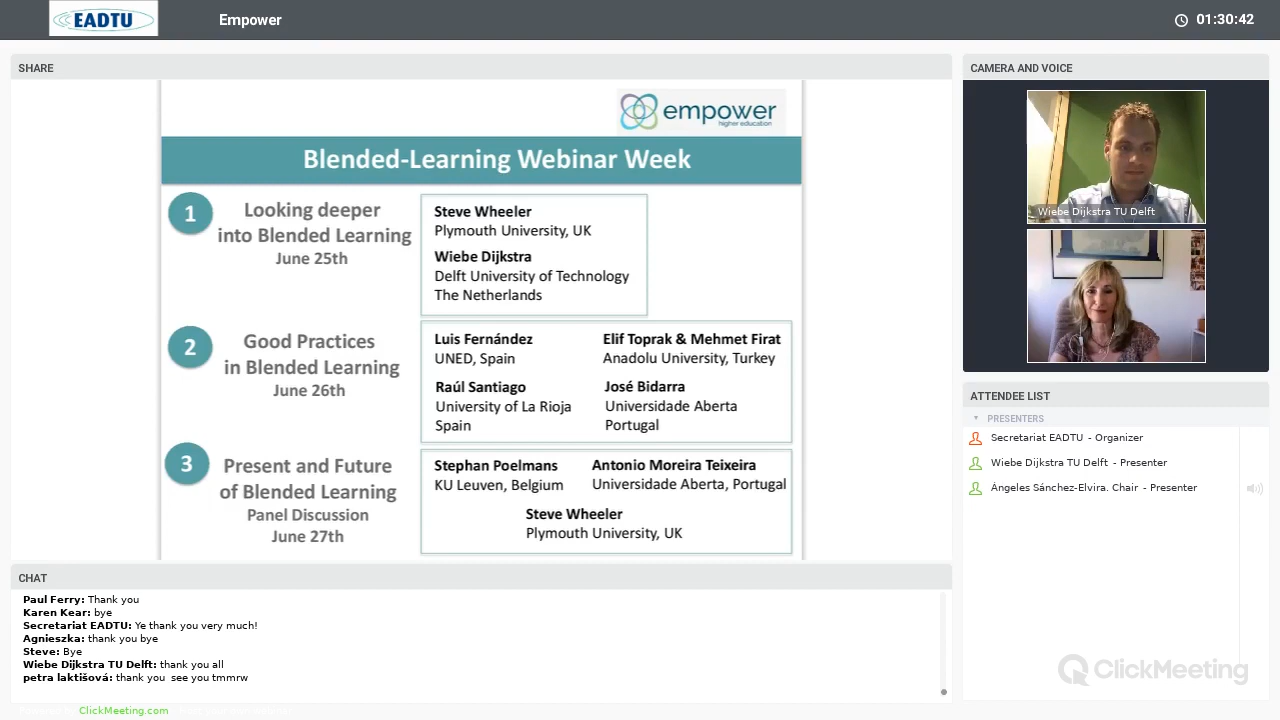 EADTU
Empower
01:30:42
SHARE
empower
higher education
Blended-Learning Webinar Week
1
Looking deeper
into Blended Learning
June 25th
Steve Wheeler
Plymouth University, UK
Wiebe Dijkstra
Delft University of Technology
The Netherlands
2
Good Practices
in Blended Learning
June 26th
Luis Fernández
UNED, Spain
Elif Toprak & Mehmet Firat
Anadolu University, Turkey
Raúl Santiago
University of La Rioja
Spain
José Bidarra
Universidade Aberta
Portugal
3
Present and Future
of Blended Learning
Panel Discussion
June 27th
Stephan Poelmans
KU Leuven, Belgium
Antonio Moreira Teixeira
Universidade Aberta, Portugal
Steve Wheeler
Plymouth University, UK
CAMERA AND VOICE
Wiebe Dijkstra TU Delft
ATTENDEE LIST
PRESENTERS
Secretariat EADTU - Organizer
Wiebe Dijkstra TU Delft - Presenter
Ángeles Sánchez-Elvira. Chair - Presenter
CHAT
Paul Ferry: Thank you
Karen Kear: bye
Secretariat EADTU: Ye thank you very much!
Agnieszka: thank you bye
Steve: Bye
Wiebe Dijkstra TU Delft: thank you all
petra laktišová: thank you see you tmmrw
ClickMeeting
ClickMeeting.com